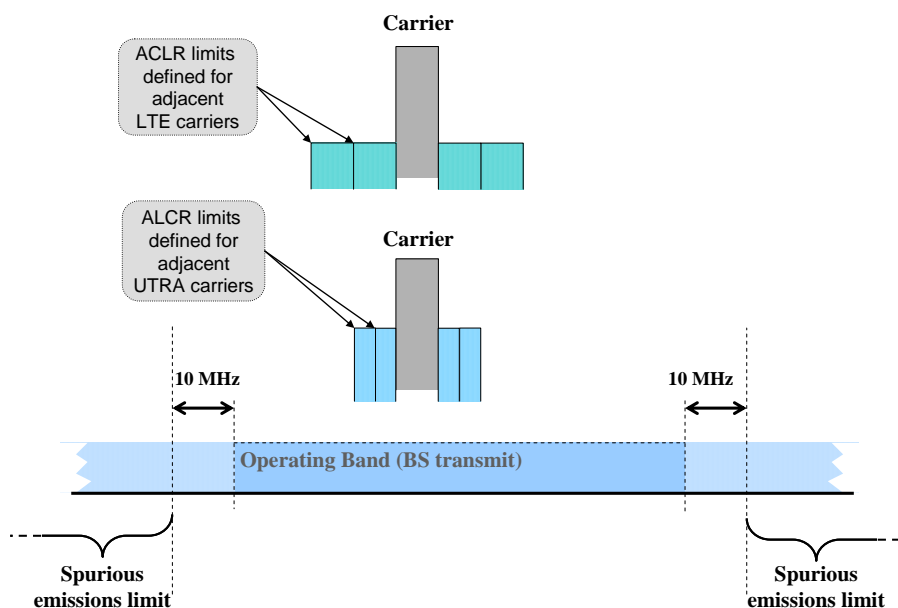 Carrier
ACLR limits
defined for
adjacent
LTE carriers
ALCR limits
defined for
adjacent
UTRA carriers
Carrier
10 MHz
10 MHz
Operating Band (BS transmit)
Spurious
emissions limit
Spurious
emissions limit